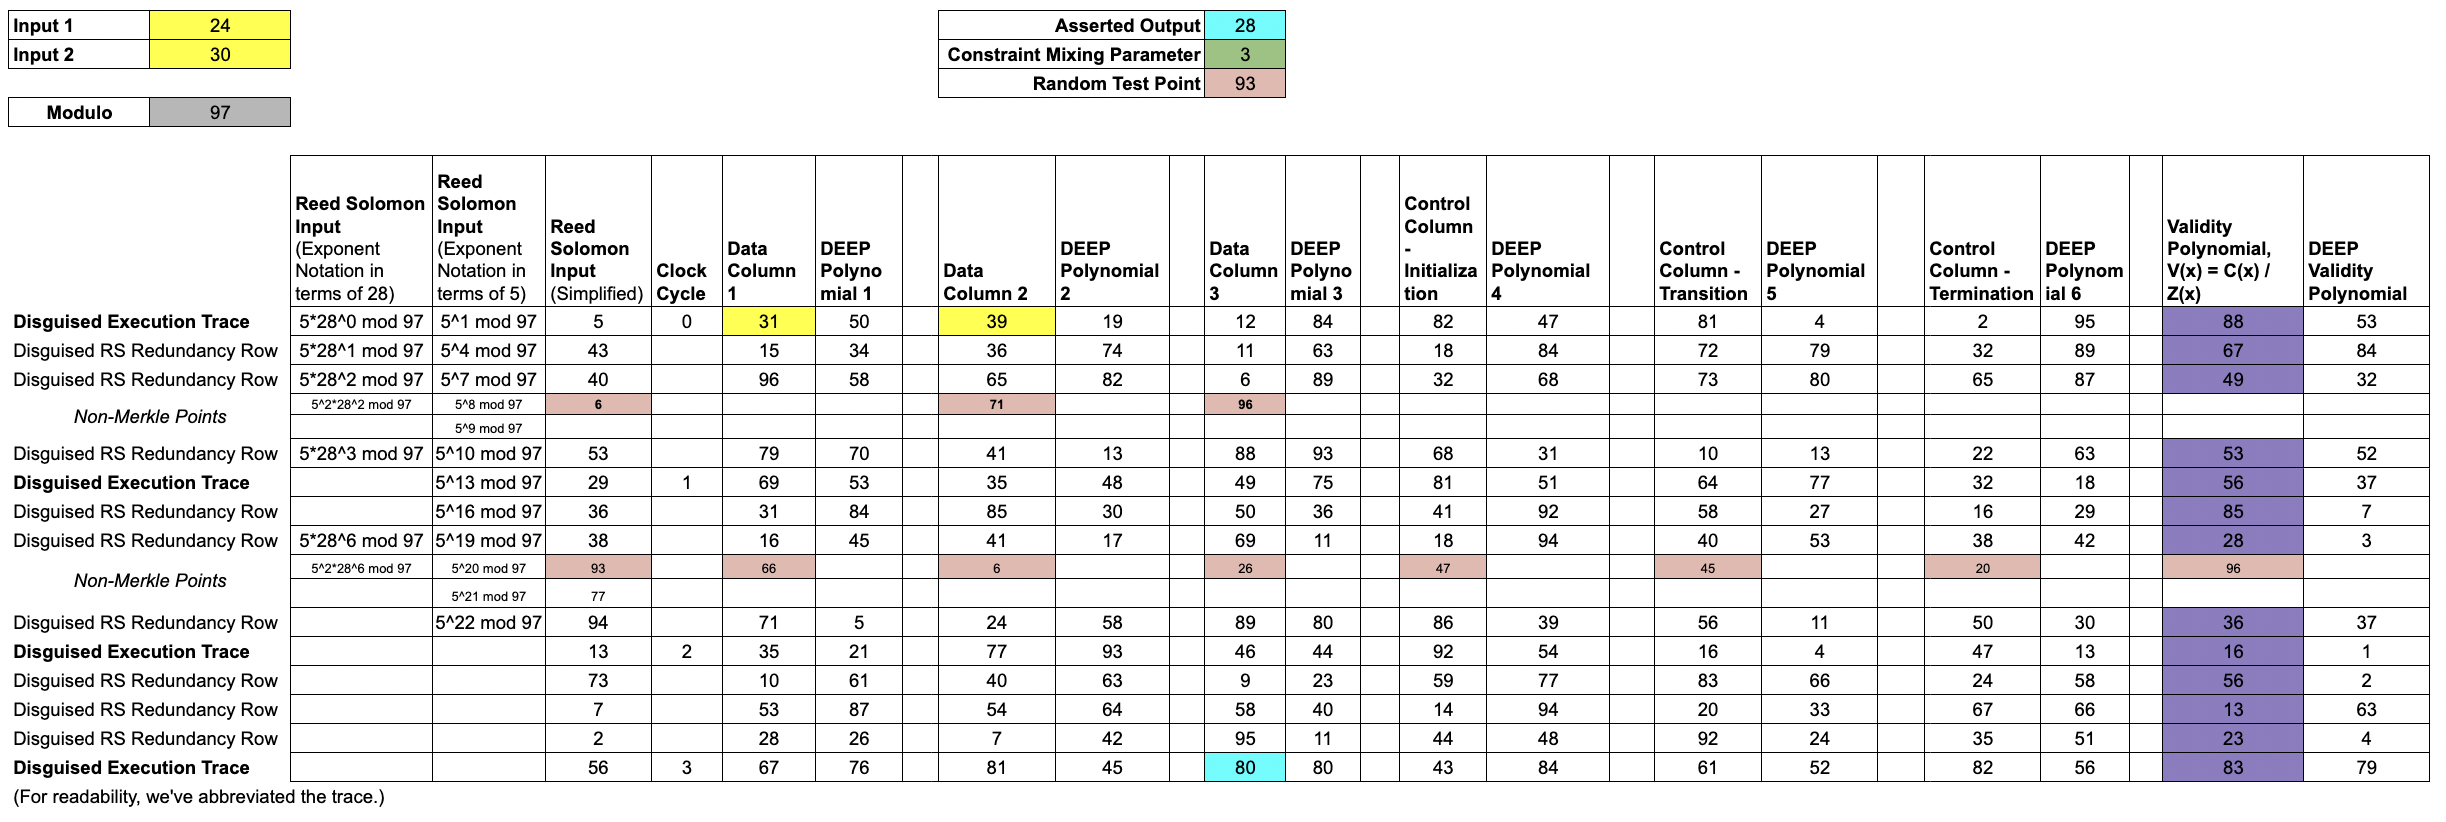 Input 1 24
Input 2 30
Modulo 97
Asserted Output 28
Constraint Mixing Parameter 3
Random Test Point 93
Reed Solomon Input (Exponent Notation in terms of 28) Reed Solomon Input (Exponent Notation in terms of 5) Reed Solomon Input (Simplified) Clock Cycle Data Column 1 DEEP Polyno mial 1 Data Column 2 DEEP Polynomial 2 Data Column 3 DEEP Polyno mial 3 Control Column - Initializa tion DEEP Polynomial 4 Control Column - Transition DEEP Polynomial 5 Control Column - Termination DEEP Polynom ial 6 Validity Polynomial, V(x) = C(x) / Z(x) DEEP Validity Polynomial
Disguised Execution Trace 5*28^0 mod 97 5^1 mod 97 5 0 31 50 39 19 12 84 82 47 81 4 2 95 88 53
Disguised RS Redundancy Row 5*28^1 mod 97 5^4 mod 97 43 15 34 36 74 11 63 18 84 72 79 32 89 67 84
Disguised RS Redundancy Row 5*28^2 mod 97 5^7 mod 97 40 96 58 65 82 6 89 32 68 73 80 65 87 49 32
Non-Merkle Points 5^2*28^2 mod 97 5^8 mod 97 6 71 96
5^9 mod 97
Disguised RS Redundancy Row 5*28^3 mod 97 5^10 mod 97 53 79 70 41 13 88 93 68 31 10 13 22 63 53 52
Disguised Execution Trace 5^13 mod 97 29 1 69 53 35 48 49 75 81 51 64 77 32 18 56 37
Disguised RS Redundancy Row 5^16 mod 97 36 31 84 85 30 50 36 41 92 58 27 16 29 85 7
Disguised RS Redundancy Row 5*28^6 mod 97 5^19 mod 97 38 16 45 41 17 69 11 18 94 40 53 38 42 28 3
Non-Merkle Points 5^2*28^6 mod 97 5^20 mod 97 93 66 6 26 47 45 20 96
5^21 mod 97 77
Disguised RS Redundancy Row 5^22 mod 97 94 71 5 24 58 89 80 86 39 56 11 50 30 36 37
Disguised Execution Trace 13 2 35 21 77 93 46 44 92 54 16 4 47 13 16 1
Disguised RS Redundancy Row 73 10 61 40 63 9 23 59 77 83 66 24 58 56 2
Disguised RS Redundancy Row 7 53 87 54 64 58 40 14 94 20 33 67 66 13 63
Disguised RS Redundancy Row 2 28 26 7 42 95 11 44 48 92 24 35 51 23 4
Disguised Execution Trace 56 3 67 76 81 45 80 80 43 84 61 52 82 56 83 79
(For readability, we've abbreviated the trace.)